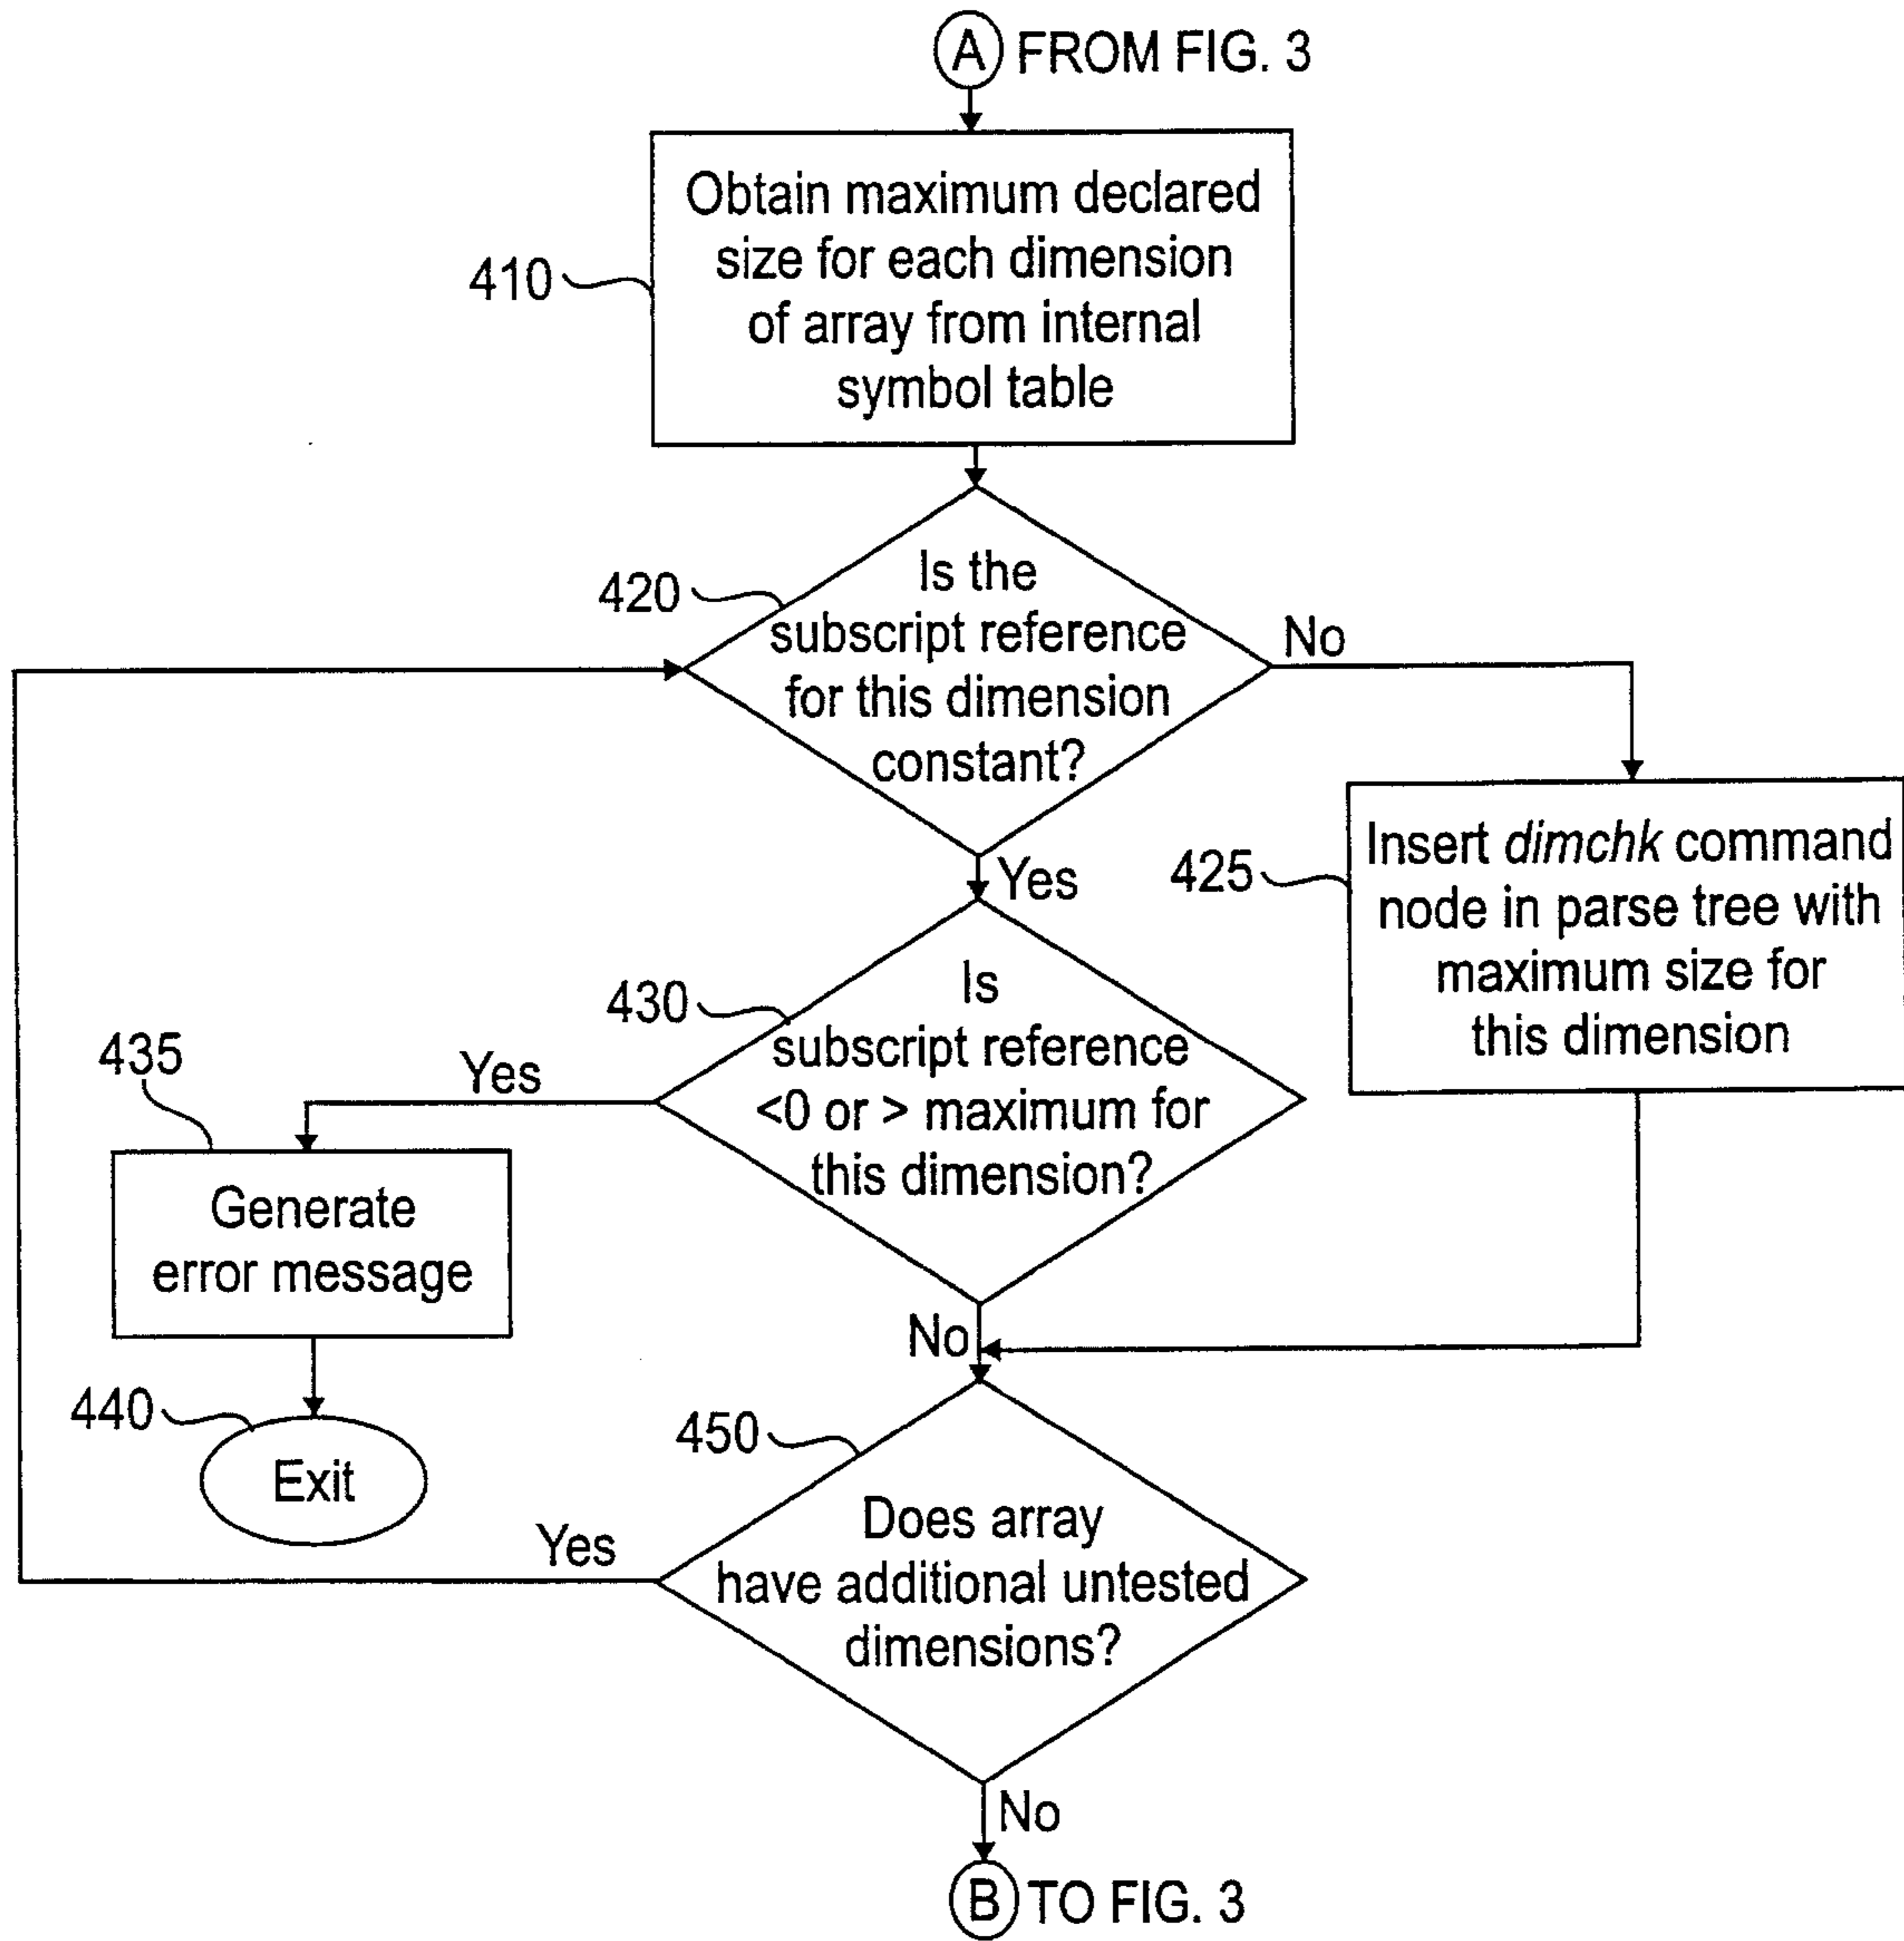 A FROM FIG. 3
Obtain maximum declared
size for each dimension
of array from internal
symbol table
410
Is the
subscript reference
for this dimension
constant?
420
No
Yes
Insert dimchk command
node in parse tree with
maximum size for
this dimension
425
Is
subscript reference
<0 or > maximum for
this dimension?
430
Yes
435
Generate
error message
No
440
Exit
450
Does array
have additional untested
dimensions?
Yes
No
B TO FIG. 3